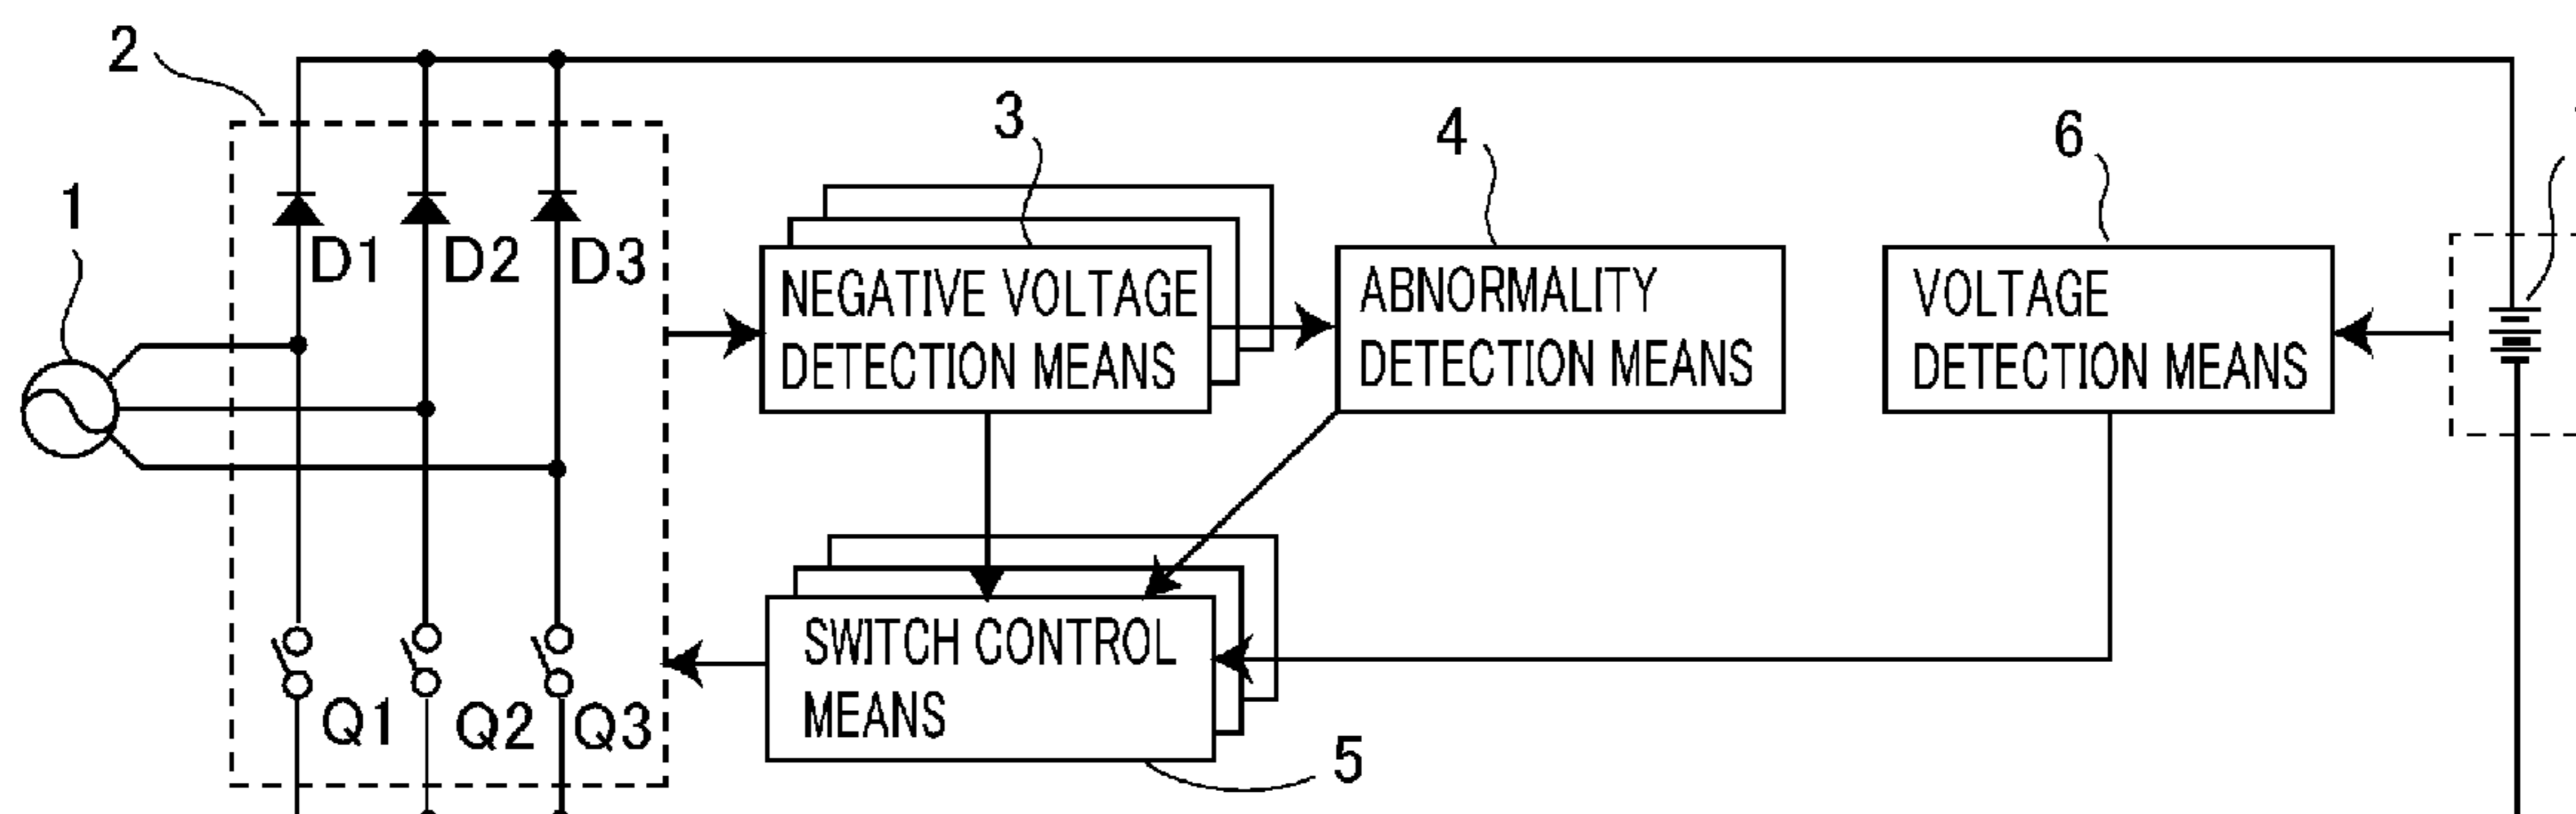 2
3
4
6
1
D1
D2
D3
NEGATIVE VOLTAGE
DETECTION MEANS
ABNORMALITY
DETECTION MEANS
VOLTAGE
DETECTION MEANS
SWITCH CONTROL
MEANS
Q1
Q2
Q3
5